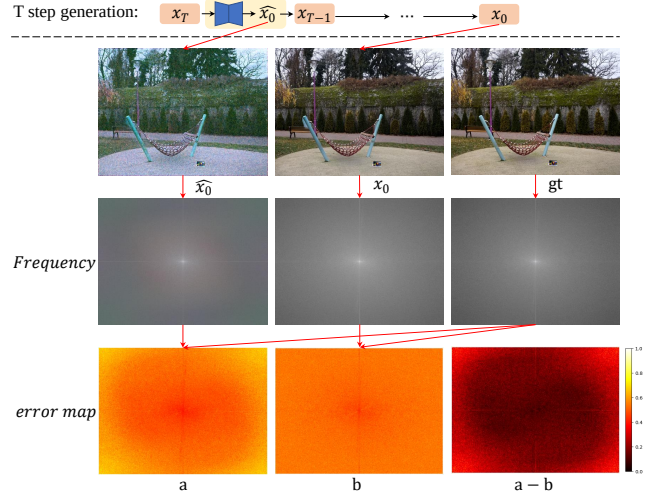 T step generation: x_T x̂_0 x_{T−1} ... x_0
x̂_0 x_0 gt
Frequency
error map
1.0
0.8
0.6
0.4
0.2
0.0
a b a − b